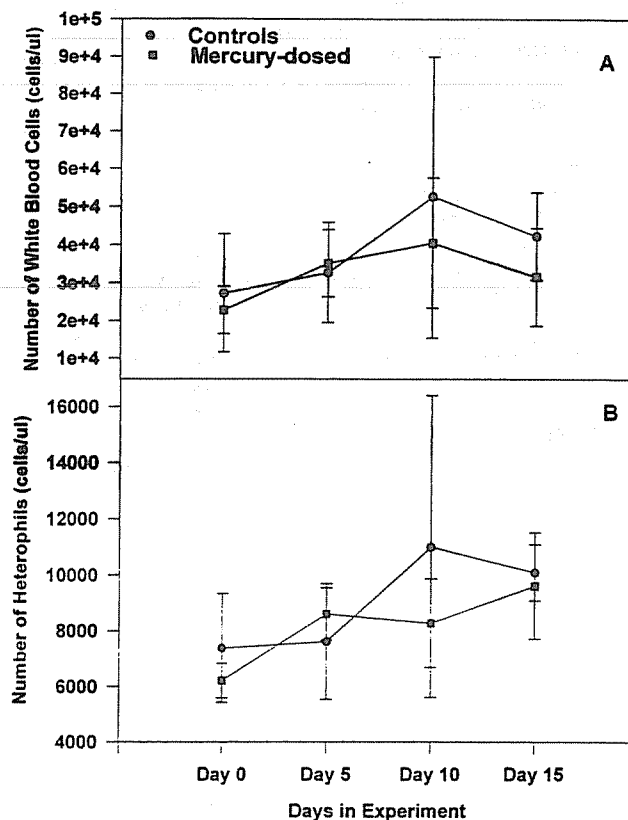 Controls
Mercury-dosed
A
Number of White Blood Cells (cells/ul)
1e+5
9e+4
8e+4
7e+4
6e+4
5e+4
4e+4
3e+4
2e+4
1e+4
B
Number of Heterophils (cells/ul)
16000
14000
12000
10000
8000
6000
4000
Day 0
Day 5
Day 10
Day 15
Days in Experiment